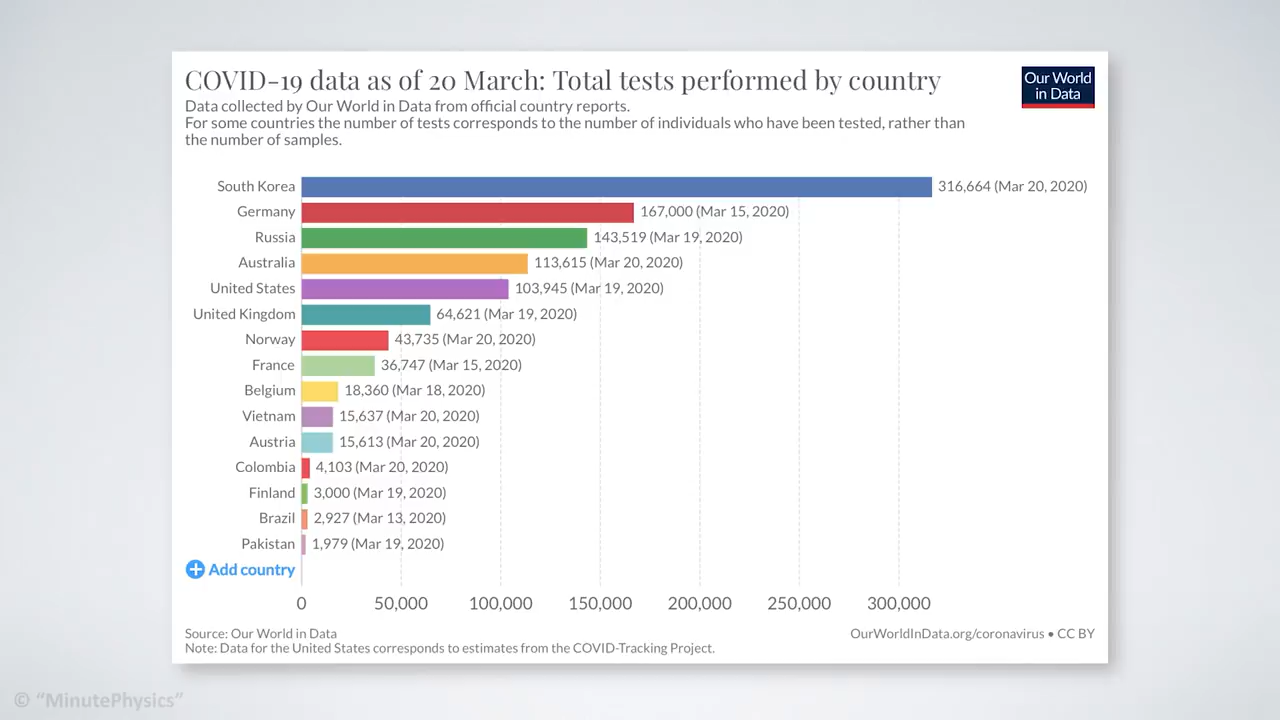 COVID-19 data as of 20 March: Total tests performed by country
Our World
in Data
Data collected by Our World in Data from official country reports.
For some countries the number of tests corresponds to the number of individuals who have been tested, rather than
the number of samples.
South Korea 316,664 (Mar 20, 2020)
Germany 167,000 (Mar 15, 2020)
Russia 143,519 (Mar 19, 2020)
Australia 113,615 (Mar 20, 2020)
United States 103,945 (Mar 19, 2020)
United Kingdom 64,621 (Mar 19, 2020)
Norway 43,735 (Mar 20, 2020)
France 36,747 (Mar 15, 2020)
Belgium 18,360 (Mar 18, 2020)
Vietnam 15,637 (Mar 20, 2020)
Austria 15,613 (Mar 20, 2020)
Colombia 4,103 (Mar 20, 2020)
Finland 3,000 (Mar 19, 2020)
Brazil 2,927 (Mar 13, 2020)
Pakistan 1,979 (Mar 19, 2020)
Add country
0 50,000 100,000 150,000 200,000 250,000 300,000
Source: Our World in Data OurWorldInData.org/coronavirus • CC BY
Note: Data for the United States corresponds to estimates from the COVID-Tracking Project.
© “MinutePhysics”